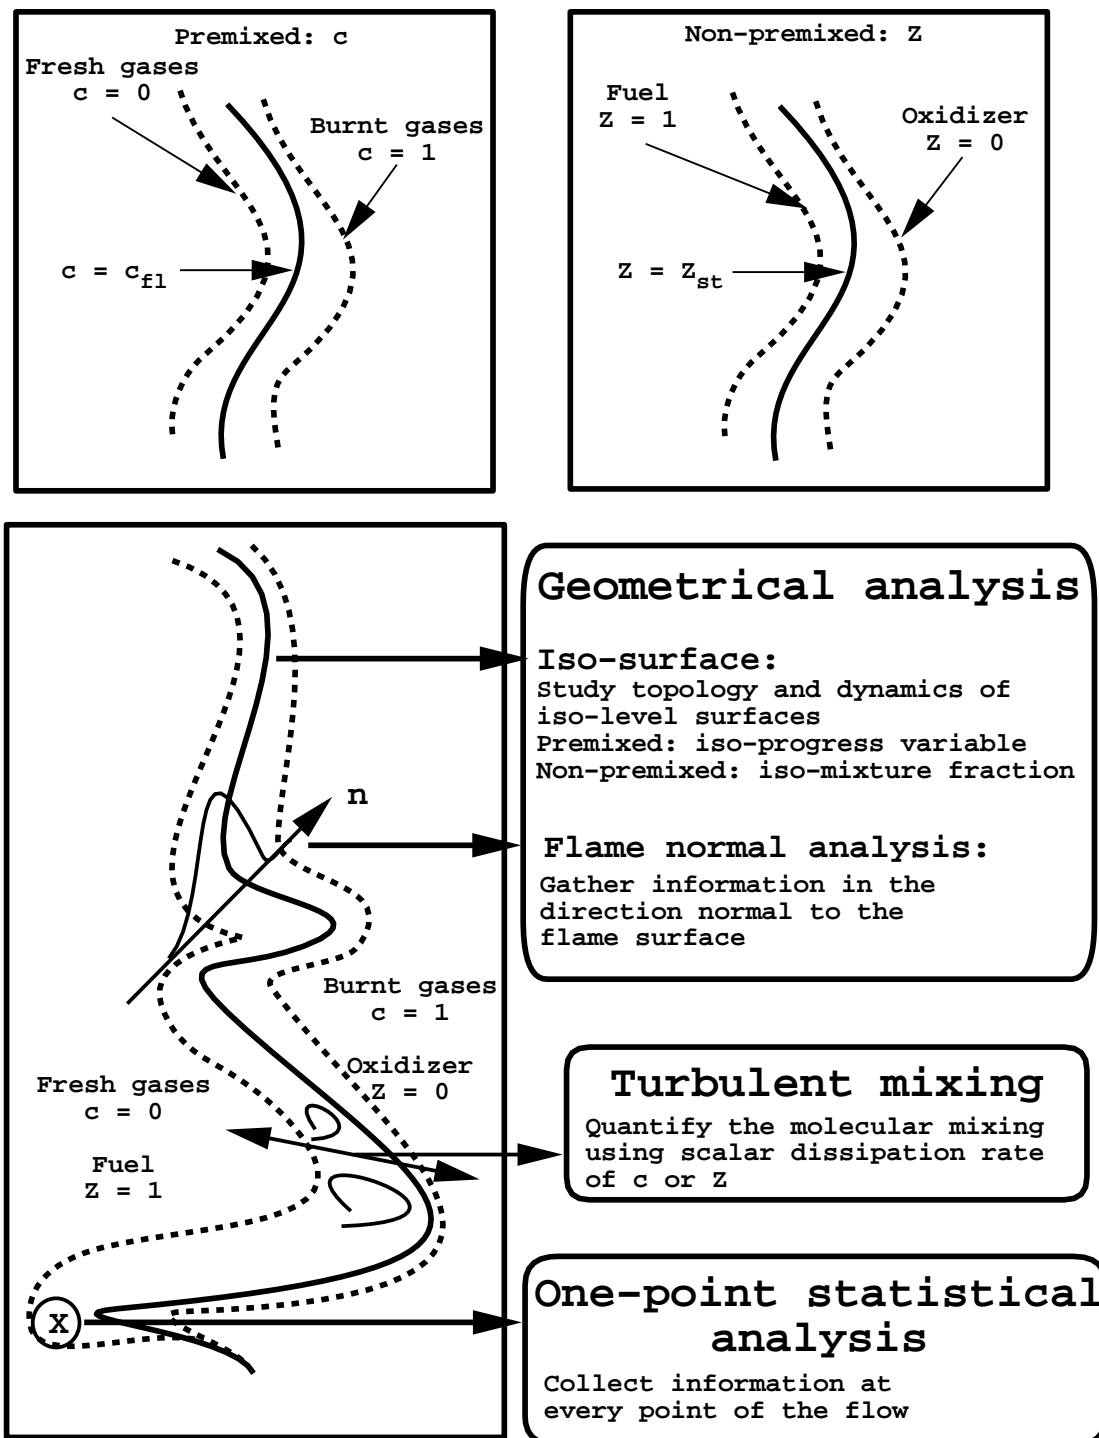 Premixed: c
Fresh gases
c = 0
Burnt gases
c = 1
c = c_fl
Non-premixed: Z
Fuel
Z = 1
Oxidizer
Z = 0
Z = Z_st
n
Burnt gases
c = 1
Oxidizer
Z = 0
Fresh gases
c = 0
Fuel
Z = 1
X
Geometrical analysis
Iso-surface:
Study topology and dynamics of
iso-level surfaces
Premixed: iso-progress variable
Non-premixed: iso-mixture fraction
Flame normal analysis:
Gather information in the
direction normal to the
flame surface
Turbulent mixing
Quantify the molecular mixing
using scalar dissipation rate
of c or Z
One-point statistical
analysis
Collect information at
every point of the flow